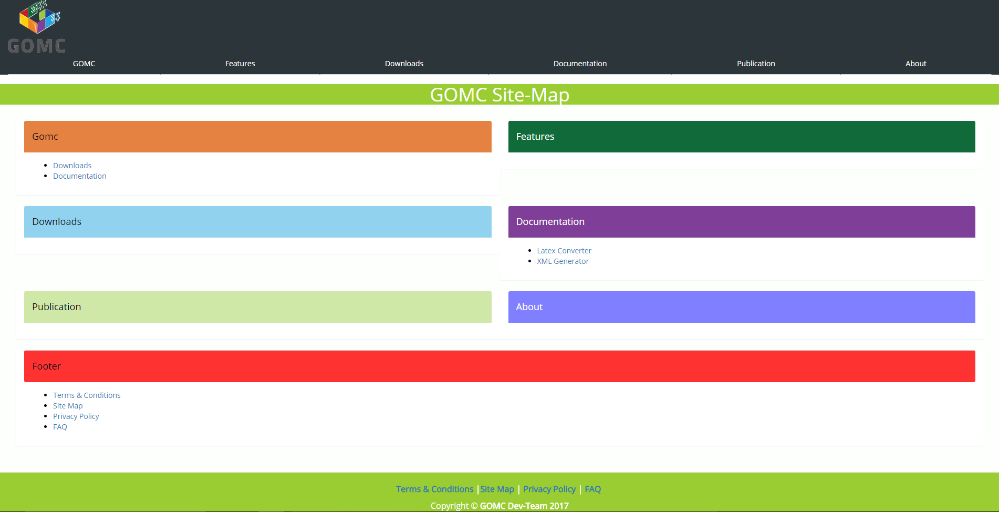 GOMC
GOMC Features Downloads Documentation Publication About
GOMC Site-Map
Gomc
Downloads
Documentation
Features
Downloads
Documentation
Latex Converter
XML Generator
Publication
About
Footer
Terms & Conditions
Site Map
Privacy Policy
FAQ
Terms & Conditions |Site Map | Privacy Policy | FAQ
Copyright © GOMC Dev-Team 2017